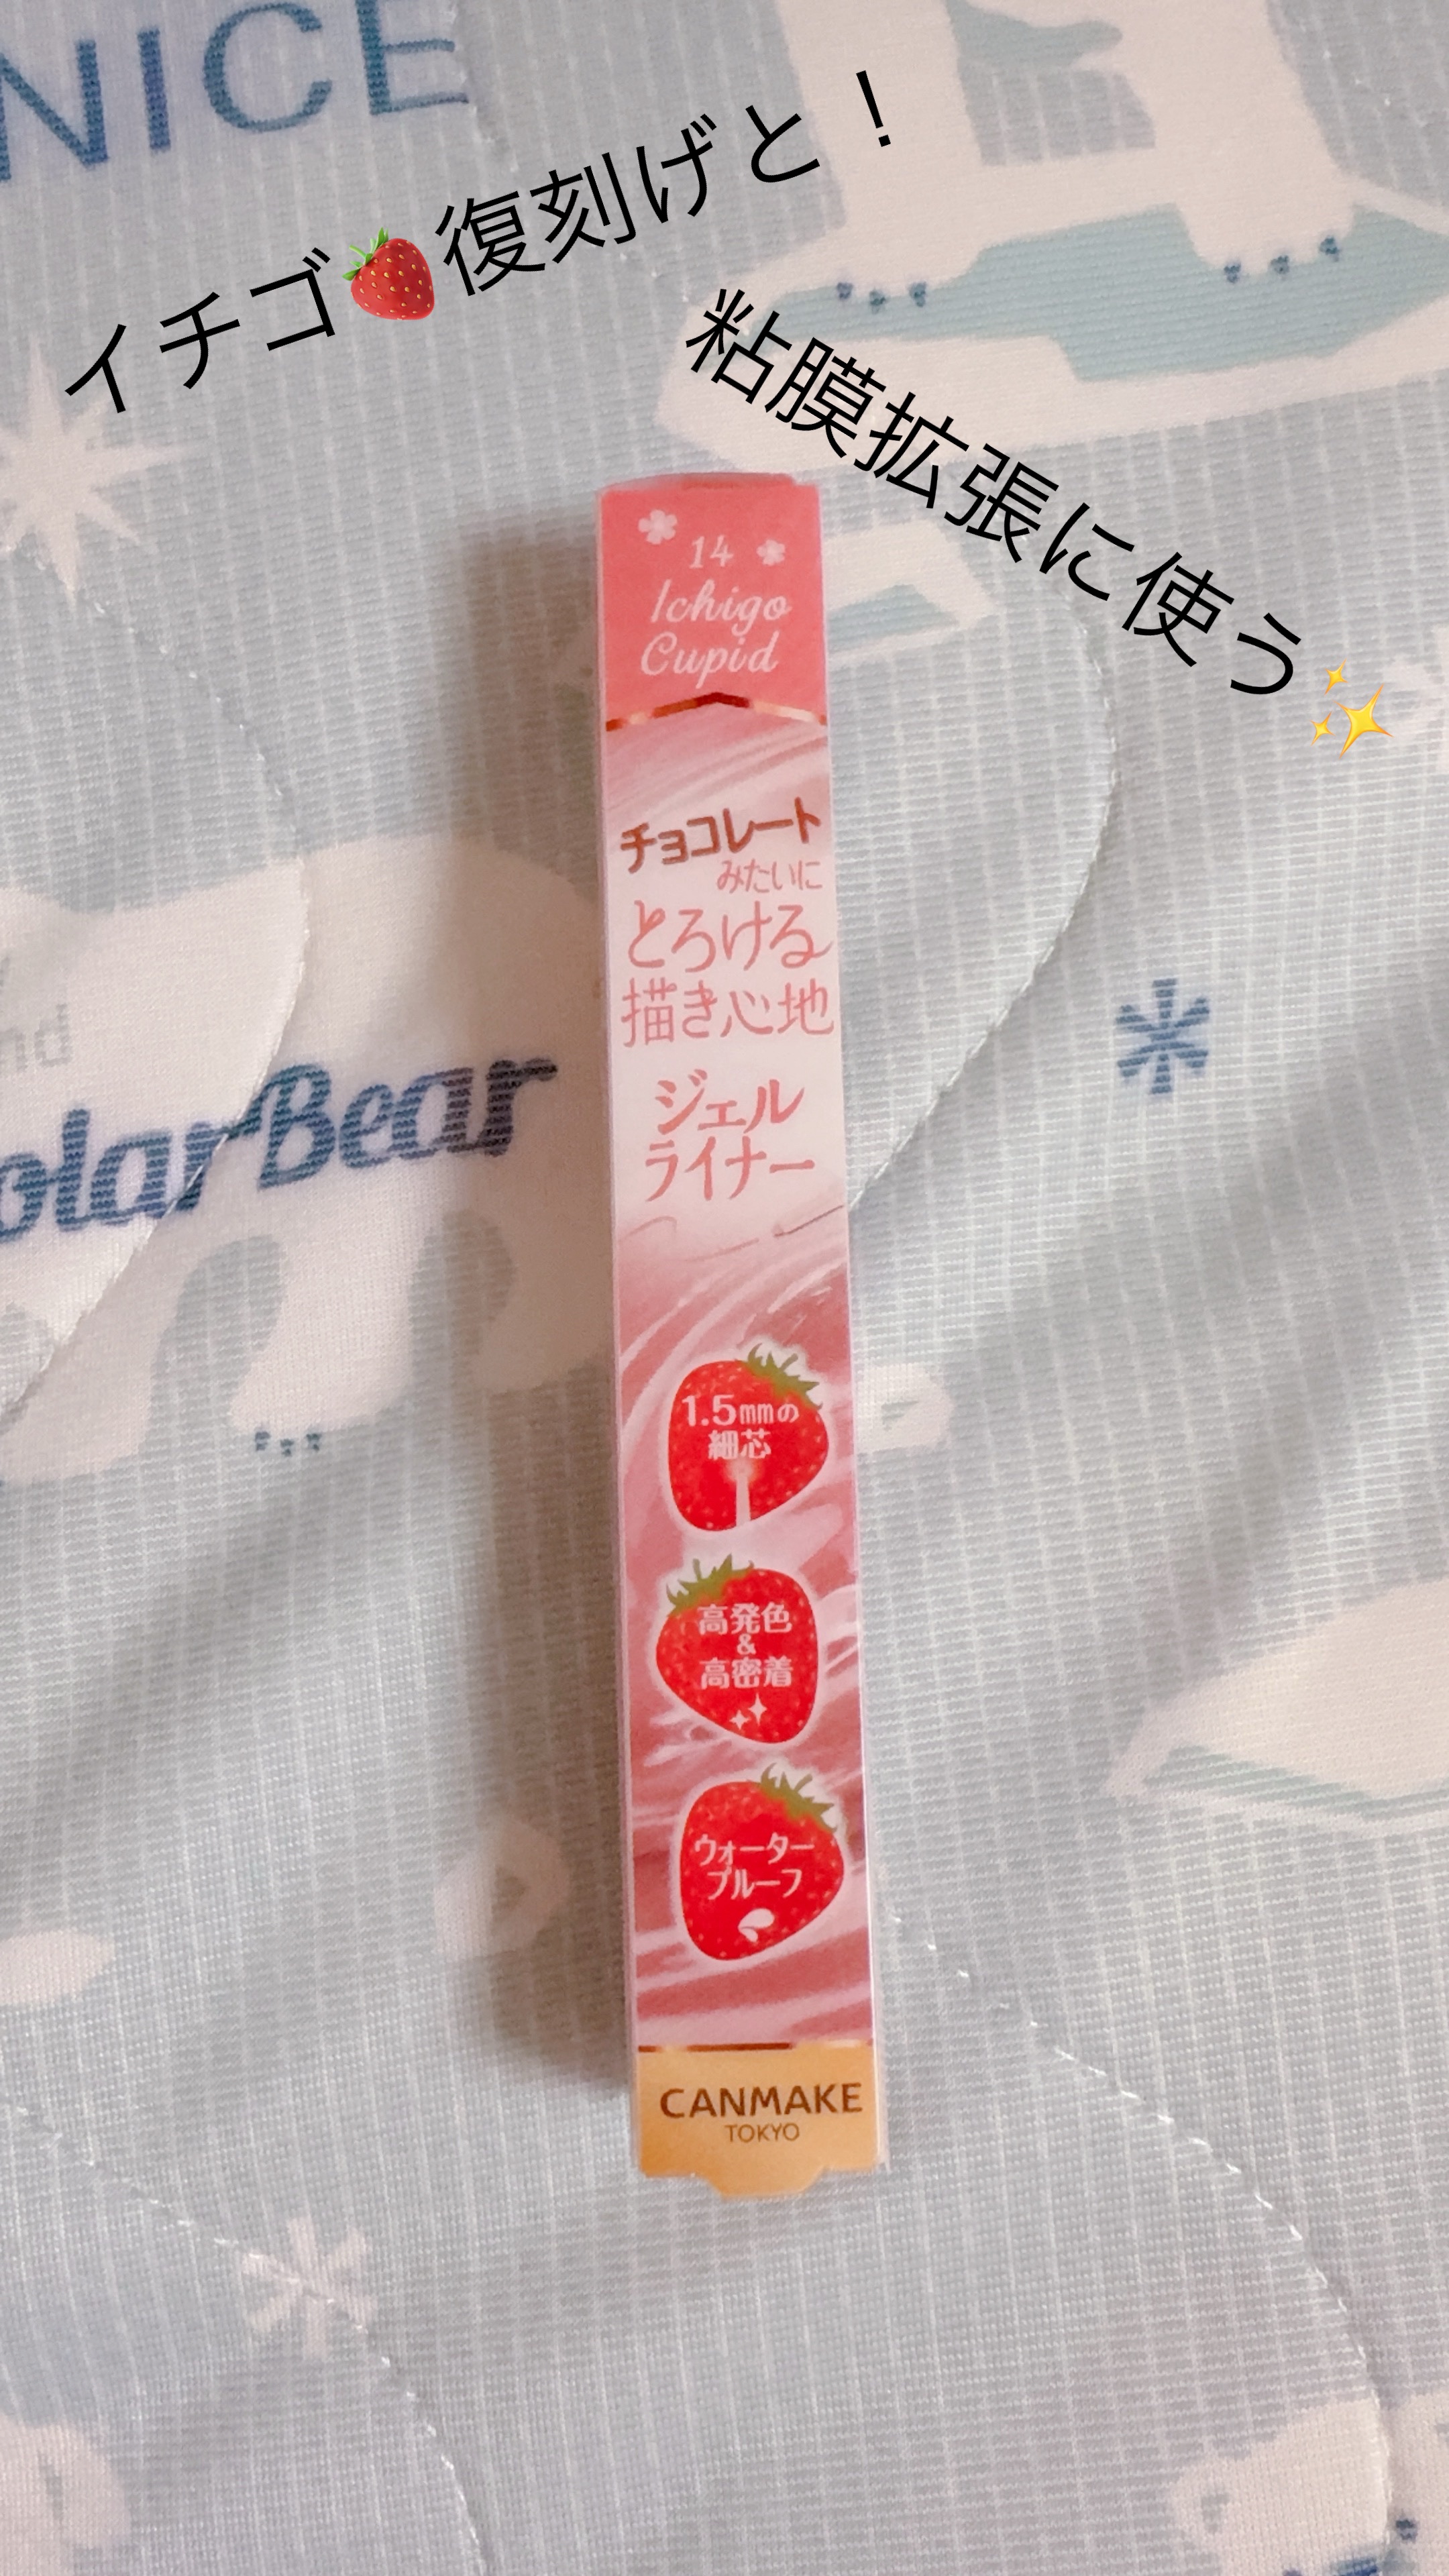 NICE
イチゴ🍓復刻げと！
粘膜拡張に使う✨
14
Ichigo
Cupid
チョコレート
みたいに
とろける
描き心地
ジェル
ライナー
olarBear
1.5mmの
細芯
高発色
&
高密着
ウォーター
プルーフ
CANMAKE
TOKYO